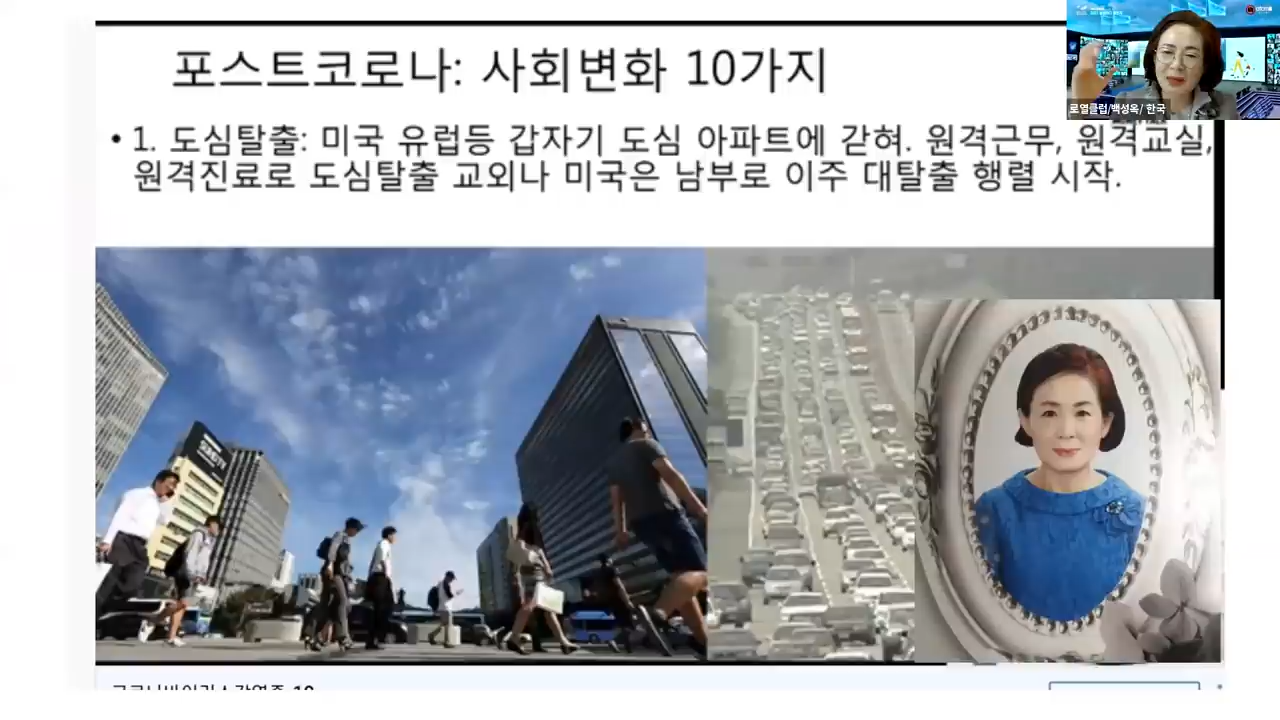 포스트코로나: 사회변화 10가지
로열클럽/백성옥/ 한국
• 1. 도심탈출: 미국 유럽등 갑자기 도심 아파트에 갇혀. 원격근무, 원격교실,
원격진료로 도심탈출 교외나 미국은 남부로 이주 대탈출 행렬 시작.